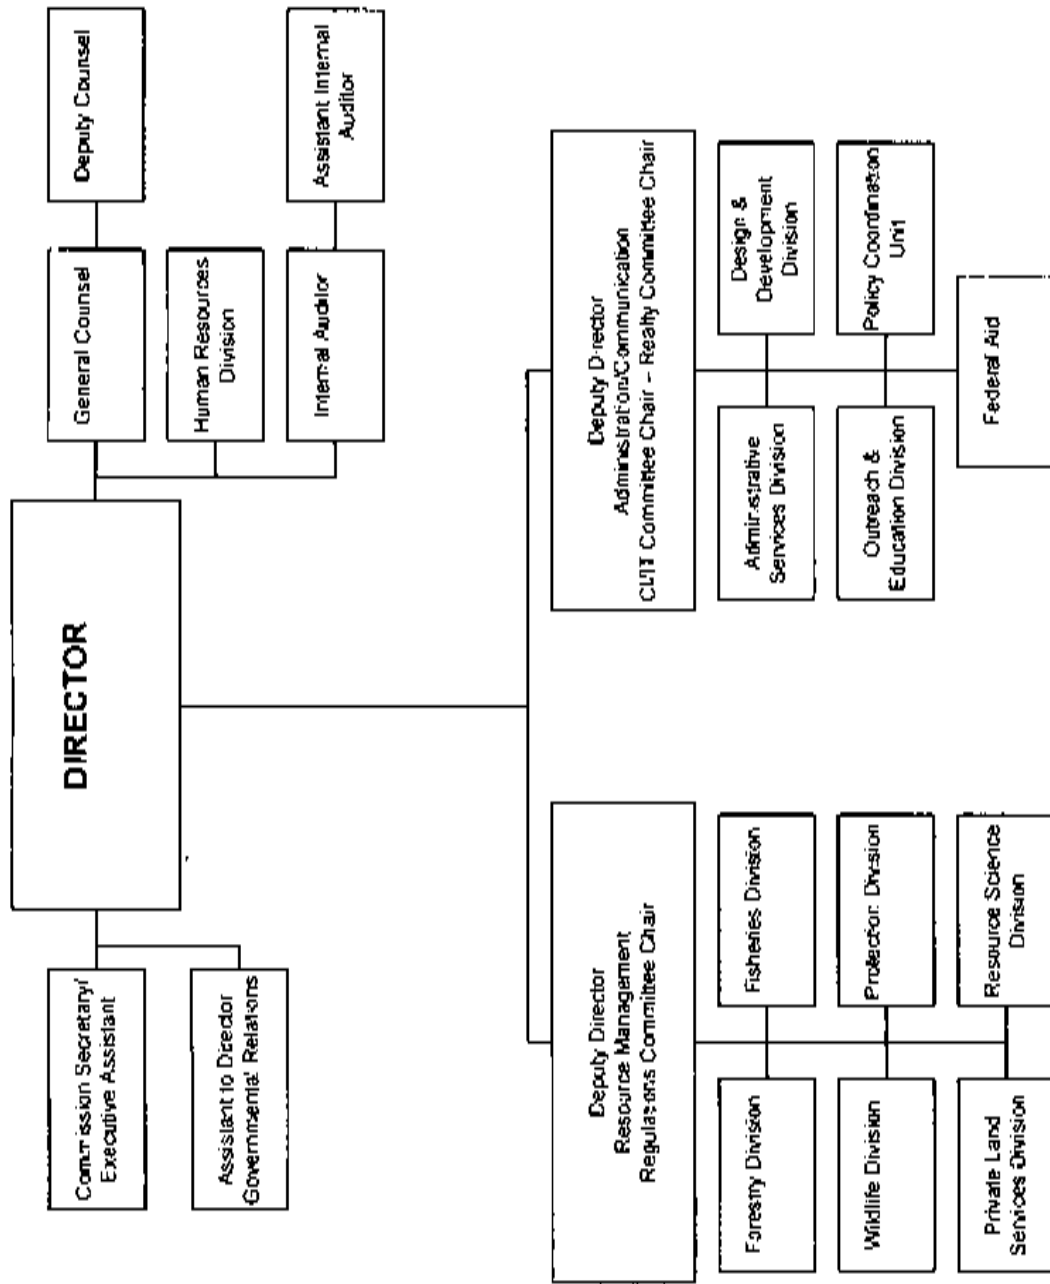 DIRECTOR
Commission Secretary/
Executive Assistant
Assistant to Director
Governmental Relations
General Counsel
Deputy Counsel
Human Resources
Division
Internal Auditor
Assistant Internal
Auditor
Deputy Director
Resource Management
Regulations Committee Chair
Forestry Division
Fisheries Division
Wildlife Division
Protection Division
Private Land
Services Division
Resource Science
Division
Deputy Director
Administration/Communication
Committee Chair – Realty Committee Chair
Administrative
Services Division
Design &
Development
Division
Outreach &
Education Division
Policy Coordination
Unit
Federal Aid